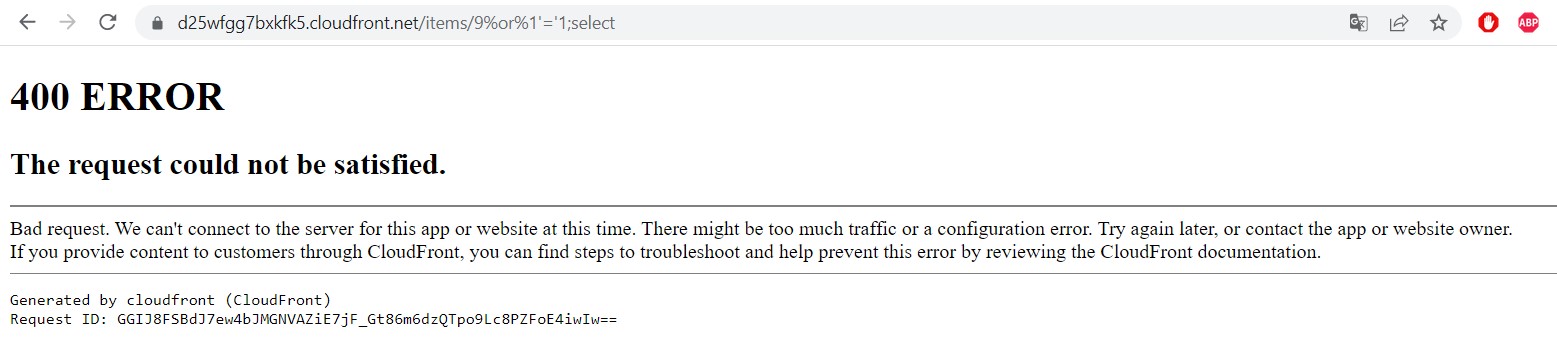 d25wfgg7bxkfk5.cloudfront.net/items/9%or%1'='1;select
ABP
400 ERROR
The request could not be satisfied.
Bad request. We can't connect to the server for this app or website at this time. There might be too much traffic or a configuration error. Try again later, or contact the app or website owner.
If you provide content to customers through CloudFront, you can find steps to troubleshoot and help prevent this error by reviewing the CloudFront documentation.
Generated by cloudfront (CloudFront)
Request ID: GGIJ8FSBdJ7ew4bJMGNVAZiE7jF_Gt86m6dzQTpo9Lc8PZFoE4iwIw==